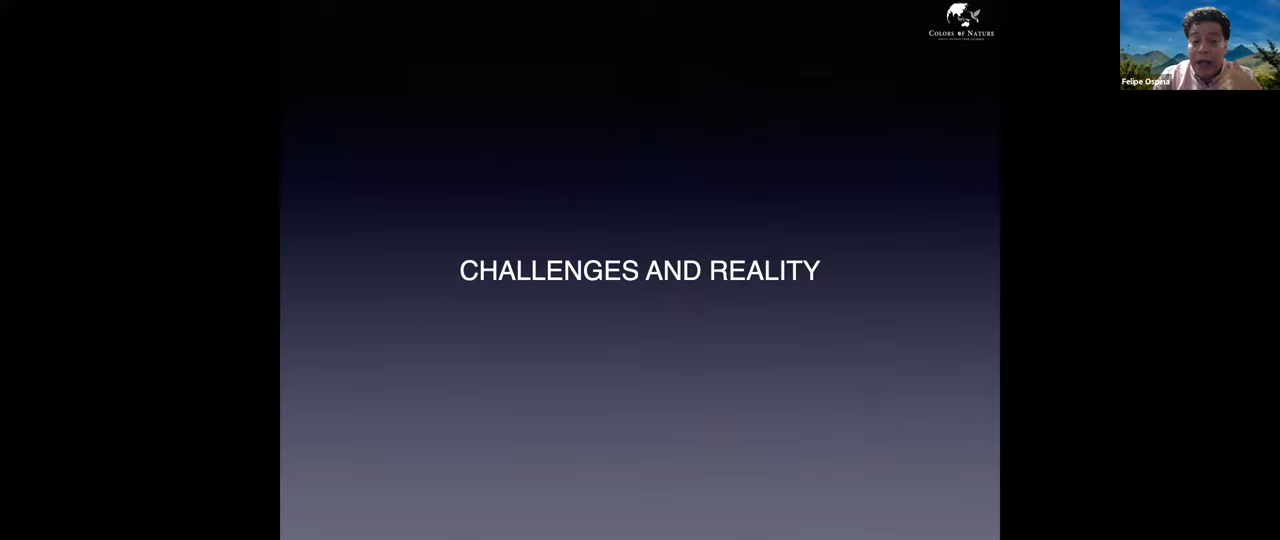 COLORS OF NATURE
Felipe Ospina
CHALLENGES AND REALITY